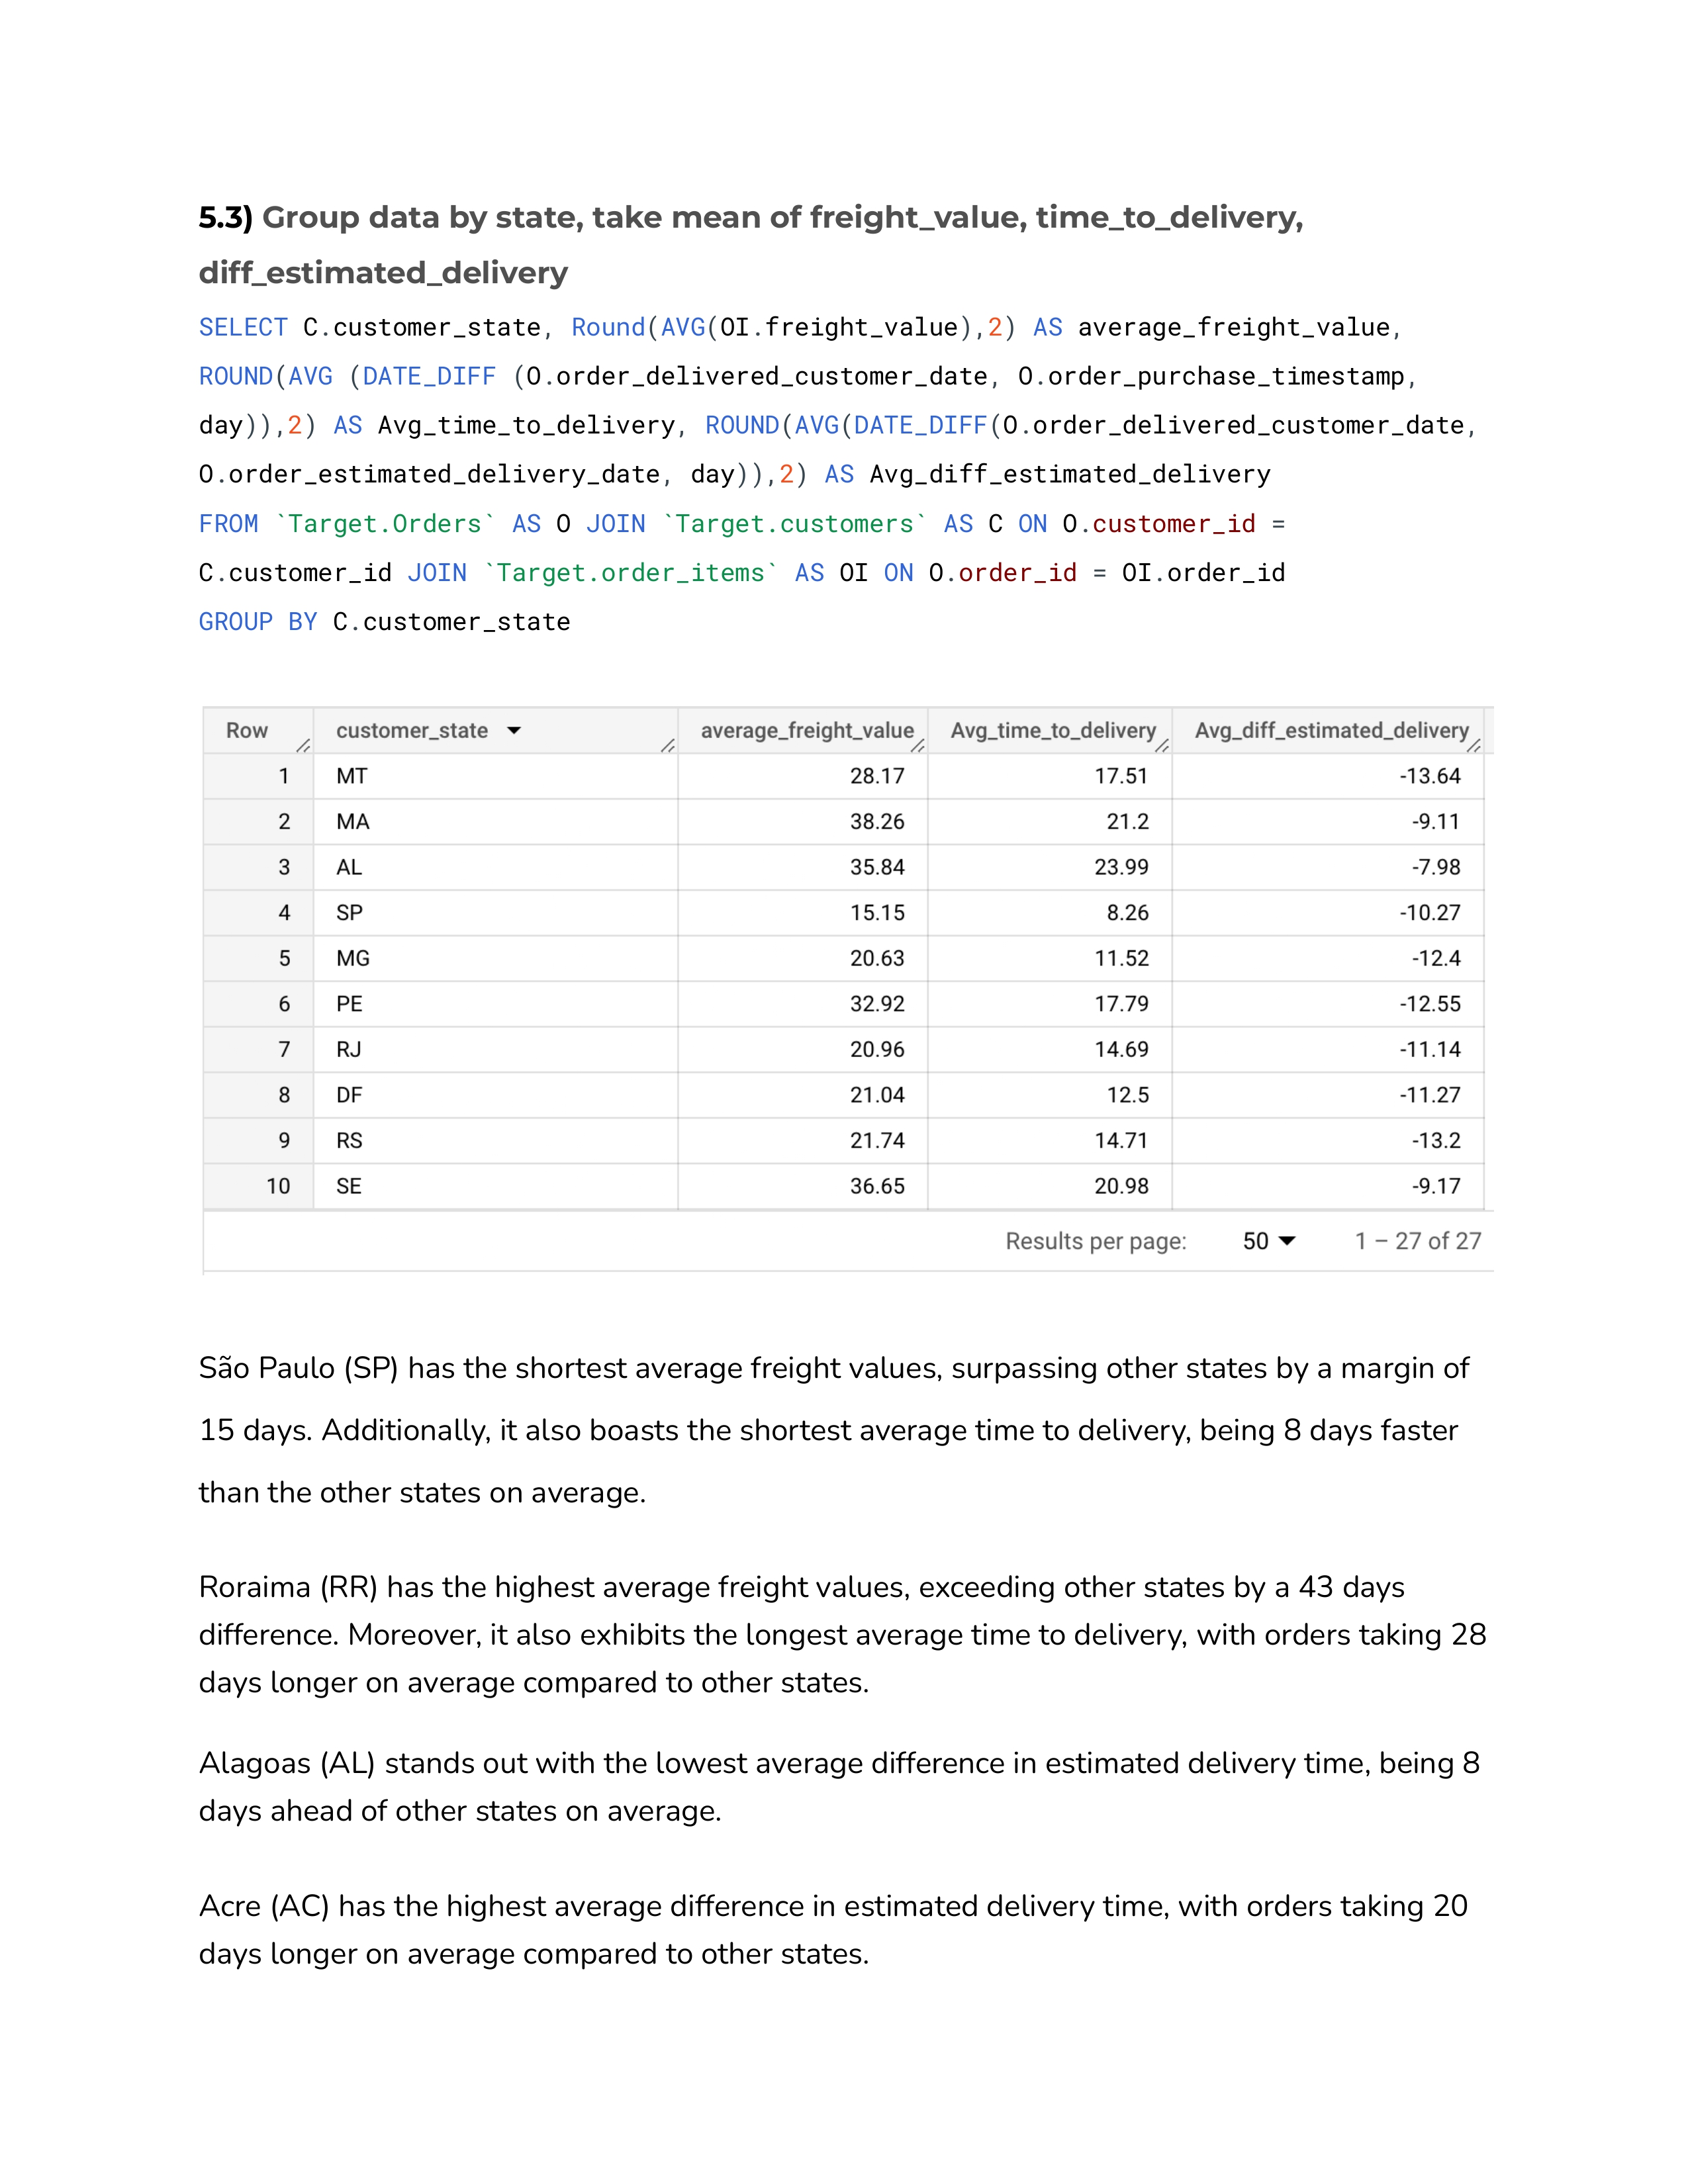 5.3) Group data by state, take mean of freight_value, time_to_delivery,
diff_estimated_delivery
SELECT C.customer_state, Round(AVG(OI.freight_value),2) AS average_freight_value,
ROUND(AVG (DATE_DIFF (O.order_delivered_customer_date, O.order_purchase_timestamp,
day)),2) AS Avg_time_to_delivery, ROUND(AVG(DATE_DIFF(O.order_delivered_customer_date,
O.order_estimated_delivery_date, day)),2) AS Avg_diff_estimated_delivery
FROM `Target.Orders` AS O JOIN `Target.customers` AS C ON O.customer_id =
C.customer_id JOIN `Target.order_items` AS OI ON O.order_id = OI.order_id
GROUP BY C.customer_state
Row customer_state average_freight_value Avg_time_to_delivery Avg_diff_estimated_delivery
1 MT 28.17 17.51 -13.64
2 MA 38.26 21.2 -9.11
3 AL 35.84 23.99 -7.98
4 SP 15.15 8.26 -10.27
5 MG 20.63 11.52 -12.4
6 PE 32.92 17.79 -12.55
7 RJ 20.96 14.69 -11.14
8 DF 21.04 12.5 -11.27
9 RS 21.74 14.71 -13.2
10 SE 36.65 20.98 -9.17
Results per page: 50 1 – 27 of 27
São Paulo (SP) has the shortest average freight values, surpassing other states by a margin of
15 days. Additionally, it also boasts the shortest average time to delivery, being 8 days faster
than the other states on average.
Roraima (RR) has the highest average freight values, exceeding other states by a 43 days
difference. Moreover, it also exhibits the longest average time to delivery, with orders taking 28
days longer on average compared to other states.
Alagoas (AL) stands out with the lowest average difference in estimated delivery time, being 8
days ahead of other states on average.
Acre (AC) has the highest average difference in estimated delivery time, with orders taking 20
days longer on average compared to other states.